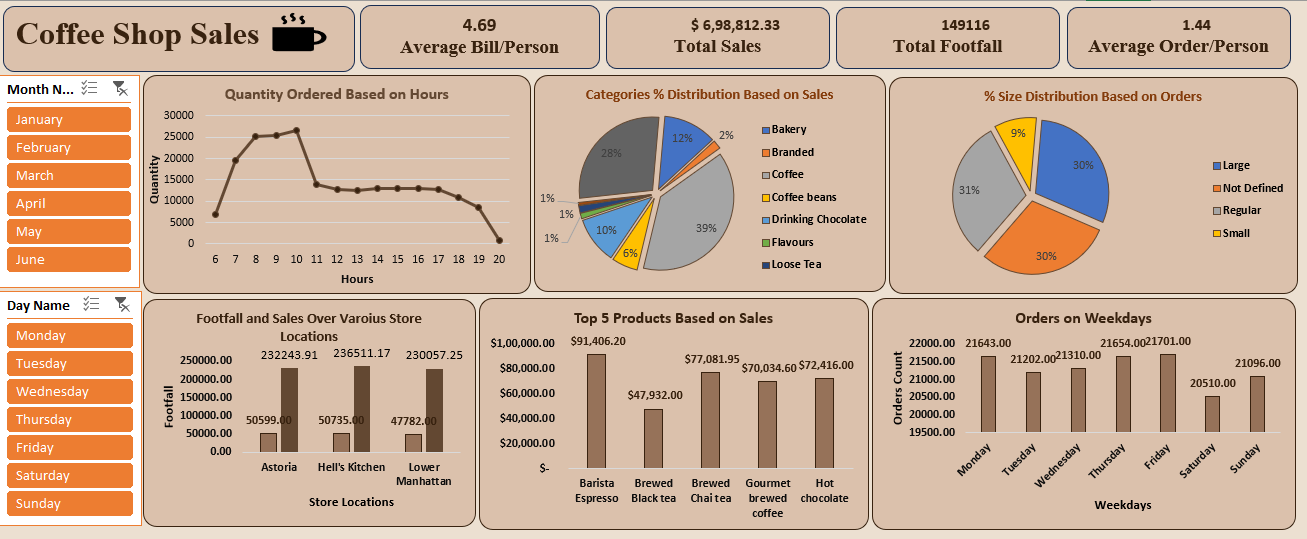 Coffee Shop Sales
4.69
Average Bill/Person
$ 6,98,812.33
Total Sales
149116
Total Footfall
1.44
Average Order/Person
Month N...
January
February
March
April
May
June
Quantity Ordered Based on Hours
30000
25000
20000
15000
10000
5000
0
Quantity
6 7 8 9 10 11 12 13 14 15 16 17 18 19 20
Hours
Categories % Distribution Based on Sales
12%
2%
39%
6%
10%
1%
1%
1%
28%
Bakery
Branded
Coffee
Coffee beans
Drinking Chocolate
Flavours
Loose Tea
% Size Distribution Based on Orders
30%
30%
31%
9%
Large
Not Defined
Regular
Small
Day Name
Monday
Tuesday
Wednesday
Thursday
Friday
Saturday
Sunday
Footfall and Sales Over Varoius Store
Locations
250000.00
200000.00
150000.00
100000.00
50000.00
0.00
Footfall
232243.91 236511.17 230057.25
50599.00 50735.00 47782.00
Astoria Hell's Kitchen Lower
Manhattan
Store Locations
Top 5 Products Based on Sales
$1,00,000.00
$80,000.00
$60,000.00
$40,000.00
$20,000.00
$-
$91,406.20
$47,932.00
$77,081.95
$70,034.60
$72,416.00
Barista
Espresso
Brewed
Black tea
Brewed
Chai tea
Gourmet
brewed
coffee
Hot
chocolate
Orders on Weekdays
22000.00
21500.00
21000.00
20500.00
20000.00
19500.00
Orders Count
21643.00
21202.00
21310.00
21654.00
21701.00
20510.00
21096.00
Monday
Tuesday
Wednesday
Thursday
Friday
Saturday
Sunday
Weekdays